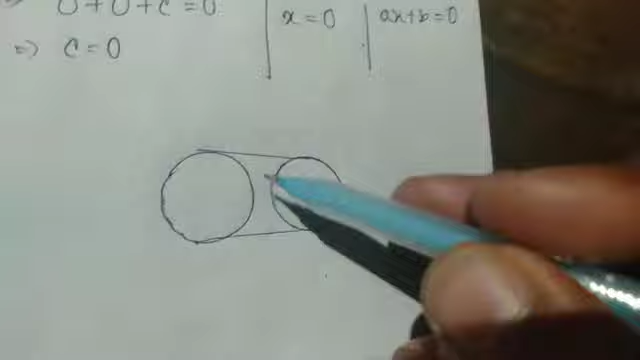 0 + 0 + c = 0
=> c = 0
x = 0
ax + b = 0